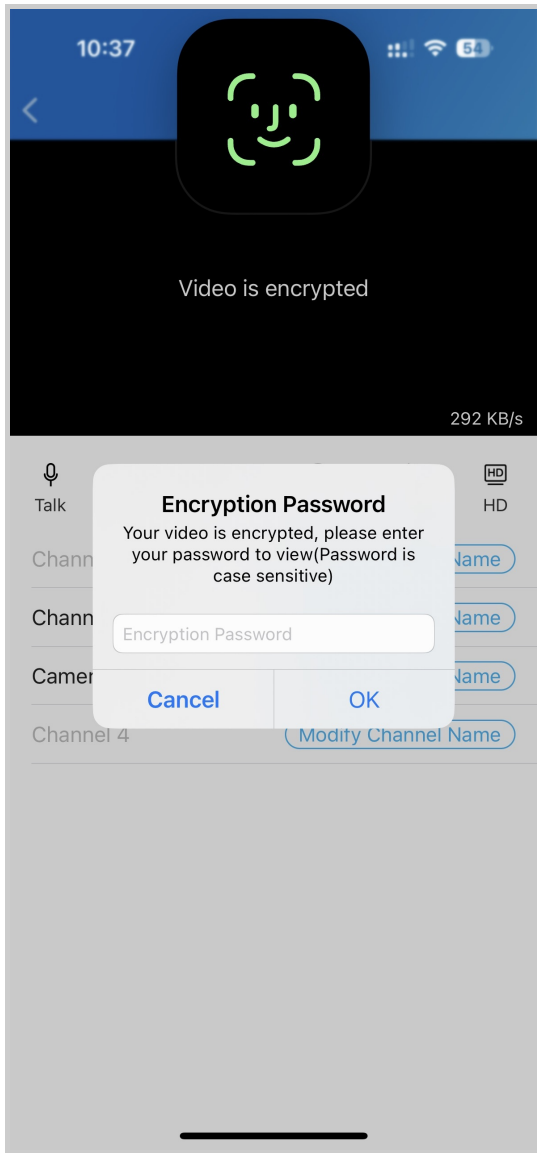 10:37
54
Video is encrypted
292 KB/s
Talk
HD
HD
Encryption Password
Your video is encrypted, please enter
your password to view(Password is
case sensitive)
Encryption Password
Cancel
OK
Chann
Name
Chann
Name
Camer
Name
Channel 4
Modify Channel Name